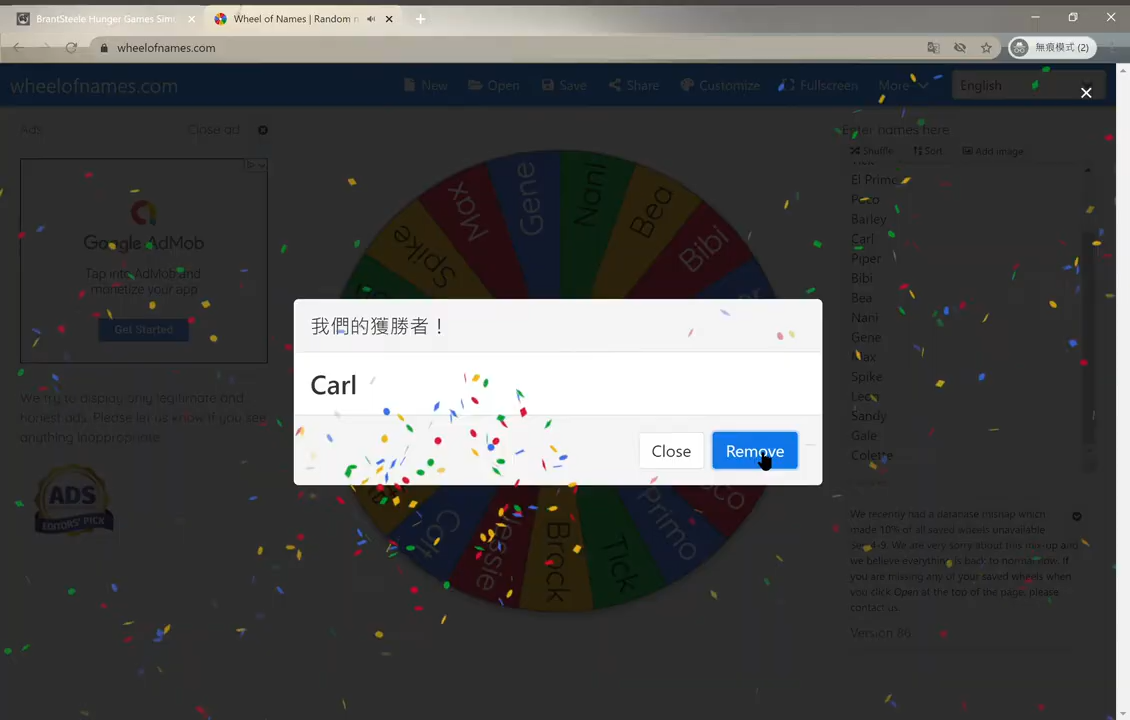 BrantSteele Hunger Games Sim
Wheel of Names | Random n
wheelofnames.com
無痕模式 (2)
wheelofnames.com
New
Open
Save
Share
Customize
Fullscreen
More
English
Ads
Close ad
Enter names here
Shuffle
Sort
Add image
El Primo
Poco
Barley
Carl
Piper
Bibi
Bea
Nani
Gene
Max
Spike
Leon
Sandy
Gale
Colette
Google AdMob
Tap into AdMob and
monetize your app
Get Started
We try to display only legitimate and
honest ads. Please let us know if you see
anything inappropriate.
ADS
EDITORS' PICK
Spike
Max
Gene
Nani
Bea
Bibi
我們的獲勝者！
Carl
Close
Remove
Colt
Jessie
Brock
Tick
Primo
Poco
We recently had a database mishap which
made 10% of all saved wheels unavailable
We are very sorry about this mix-up and
we believe everything is back to normal now. If
you are missing any of your saved wheels when
you click Open at the top of the page, please
contact us.
Version 86